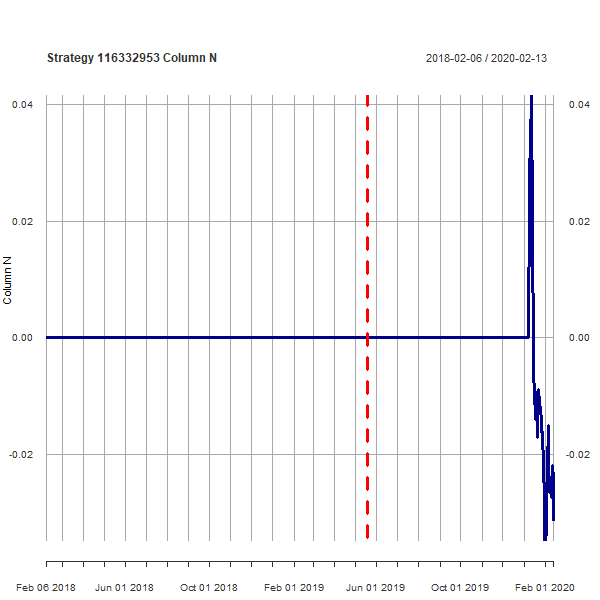 Strategy 116332953 Column N
2018-02-06 / 2020-02-13
0.04
0.04
0.02
0.02
Column N
0.00
0.00
-0.02
-0.02
Feb 06 2018
Jun 01 2018
Oct 01 2018
Feb 01 2019
Jun 01 2019
Oct 01 2019
Feb 01 2020